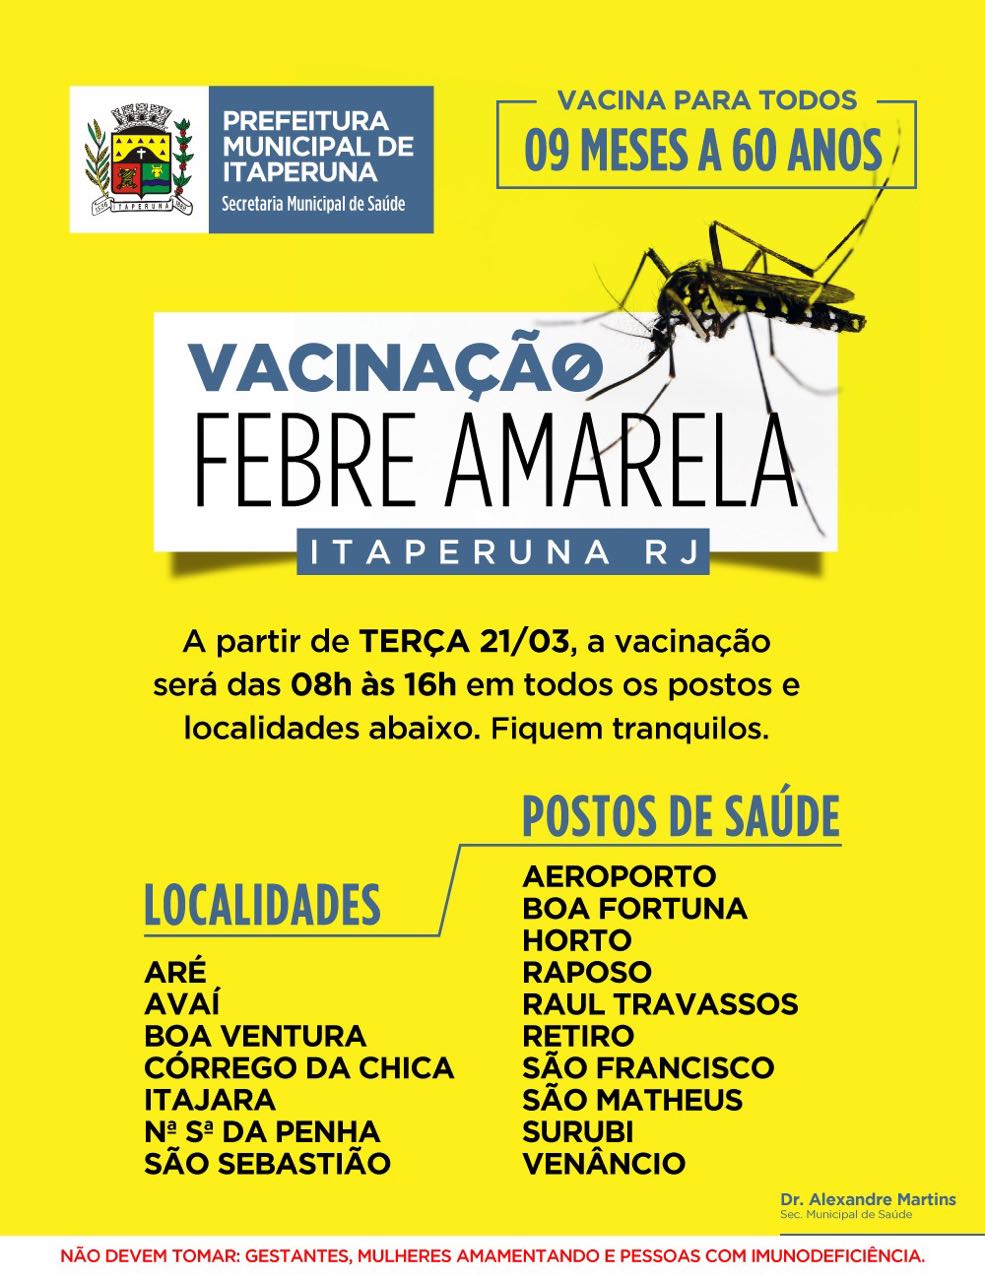 PREFEITURA
MUNICIPAL DE
ITAPERUNA
Secretaria Municipal de Saúde
ITAPERUNA
VACINA PARA TODOS
09 MESES A 60 ANOS
VACINAÇÃO
FEBRE AMARELA
ITAPERUNA RJ
A partir de TERÇA 21/03, a vacinação
será das 08h às 16h em todos os postos e
localidades abaixo. Fiquem tranquilos.
LOCALIDADES
ARÉ
AVAÍ
BOA VENTURA
CÓRREGO DA CHICA
ITAJARA
Nª Sª DA PENHA
SÃO SEBASTIÃO
POSTOS DE SAÚDE
AEROPORTO
BOA FORTUNA
HORTO
RAPOSO
RAUL TRAVASSOS
RETIRO
SÃO FRANCISCO
SÃO MATHEUS
SURUBI
VENÂNCIO
Dr. Alexandre Martins
Sec. Municipal de Saúde
NÃO DEVEM TOMAR: GESTANTES, MULHERES AMAMENTANDO E PESSOAS COM IMUNODEFICIÊNCIA.